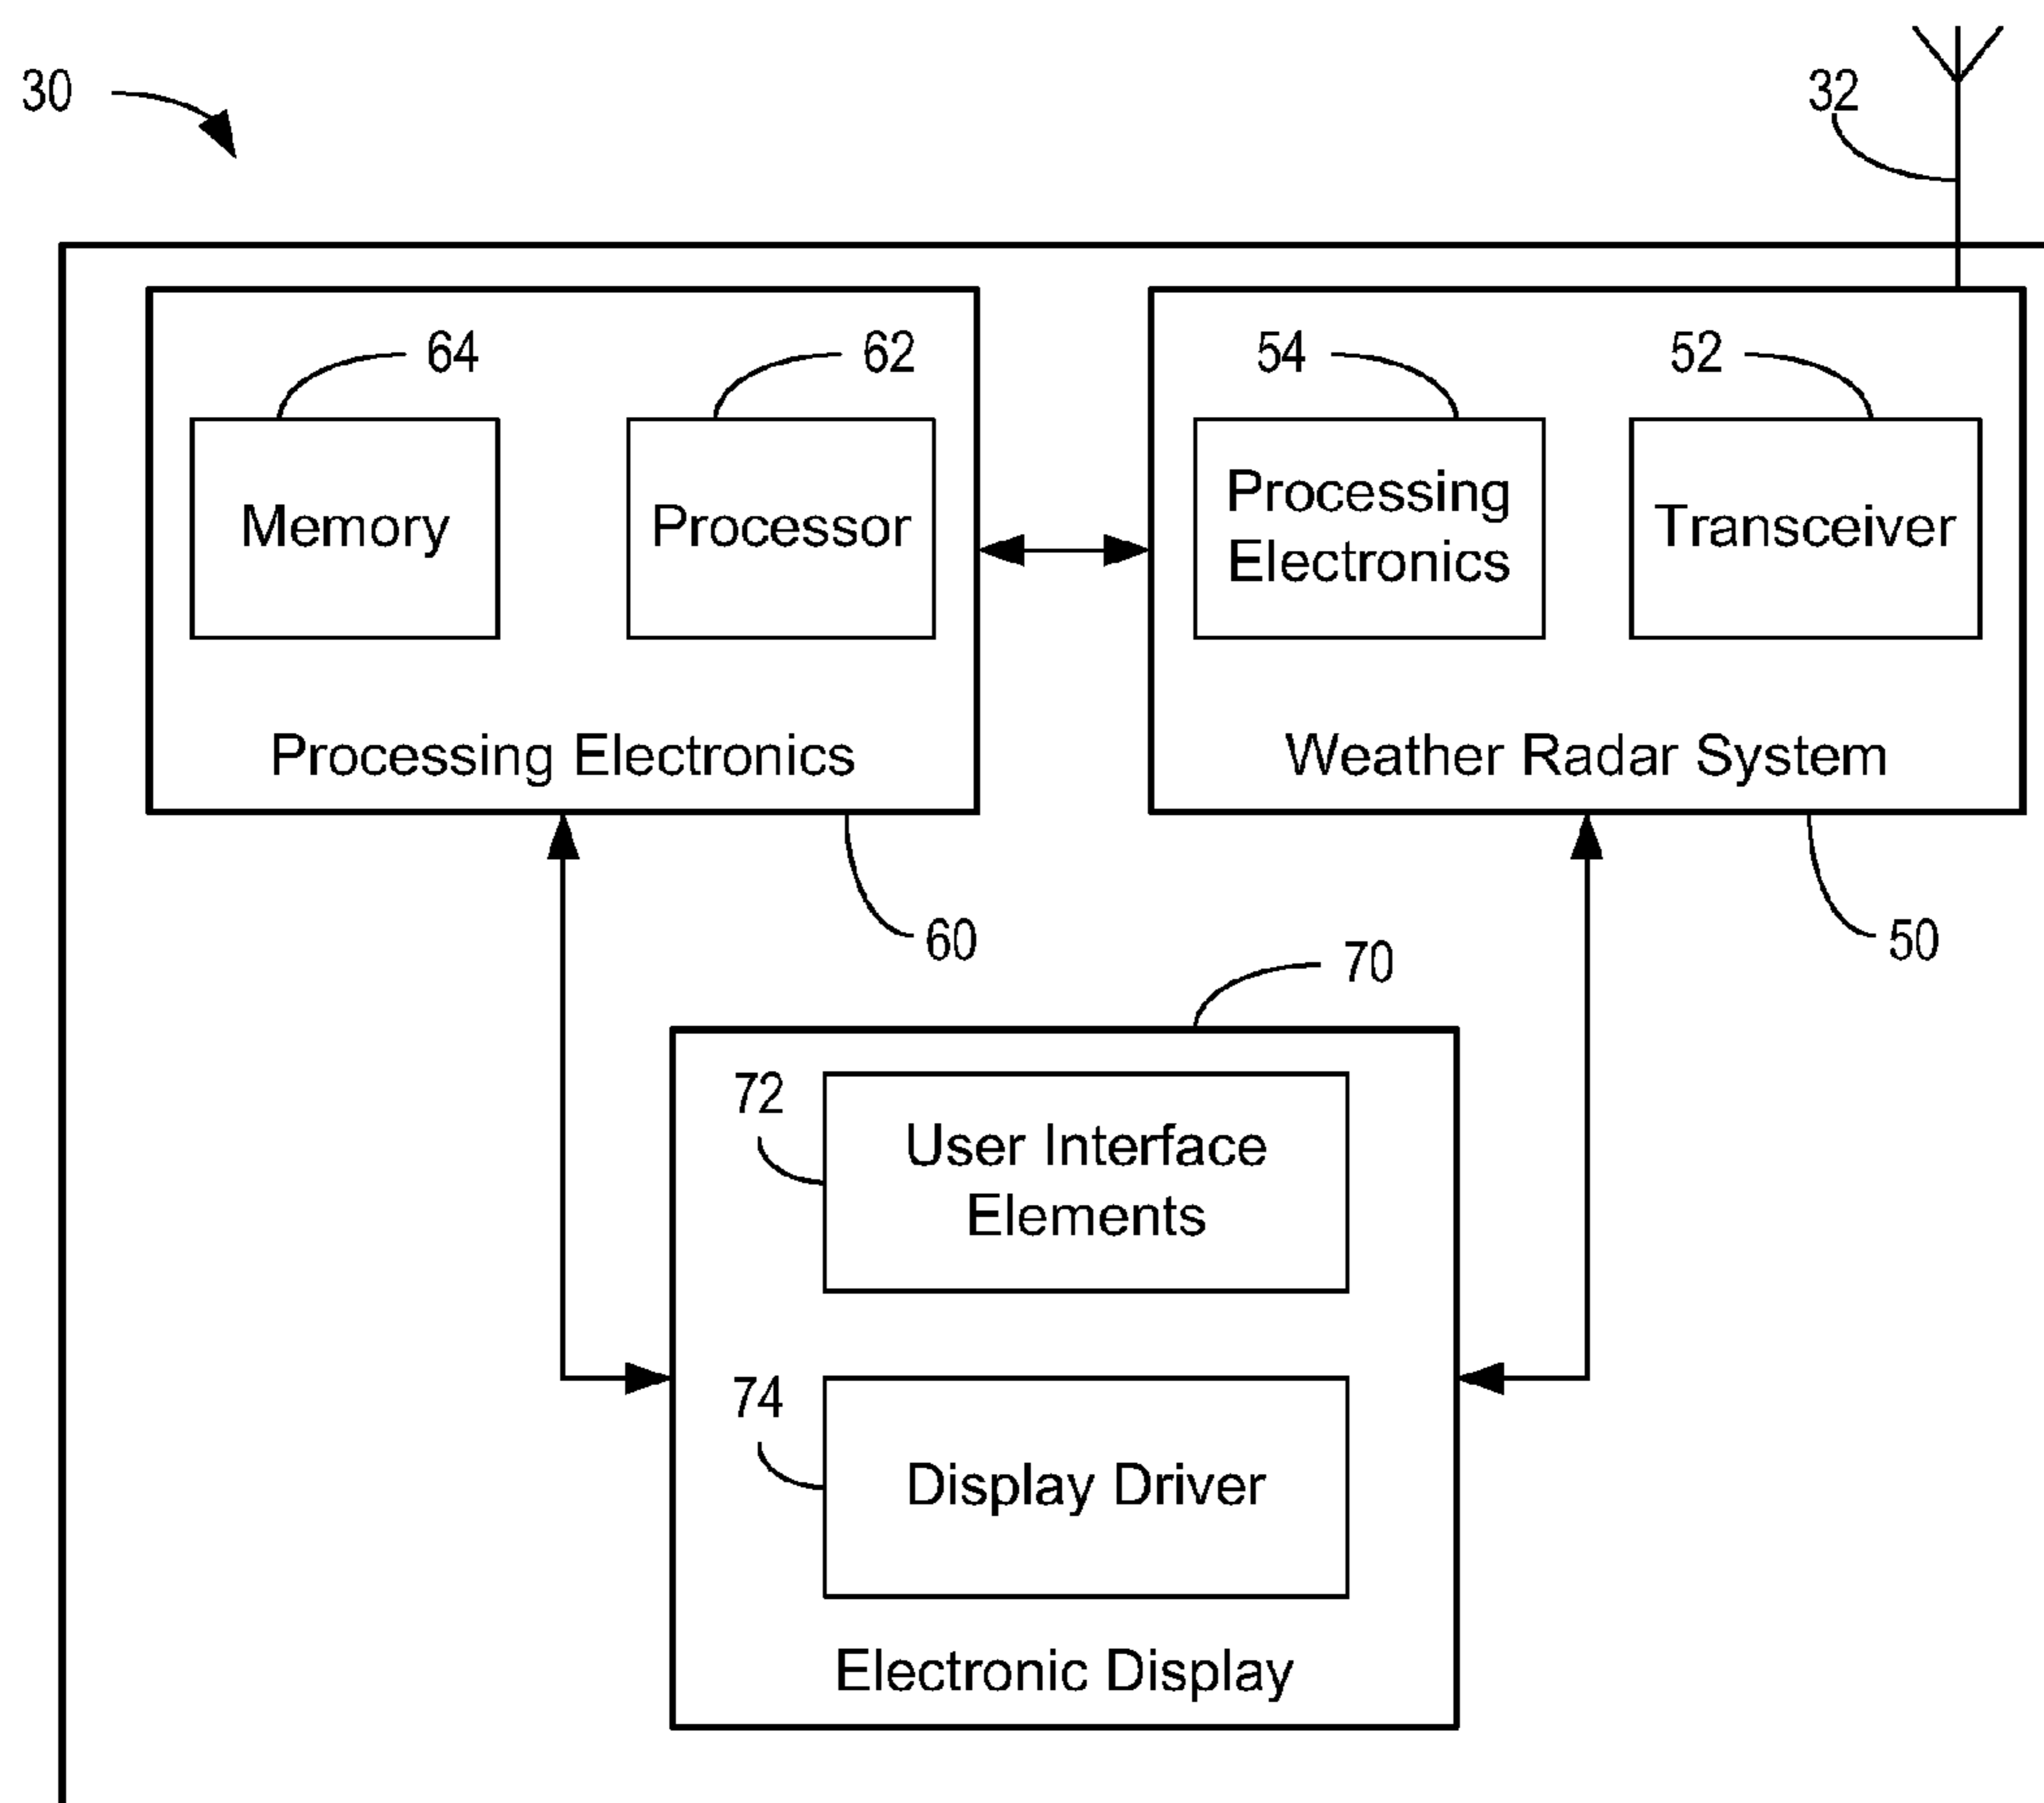 30
32
64
62
54
52
Memory
Processor
Processing
Electronics
Transceiver
Processing Electronics
Weather Radar System
60
50
70
72
User Interface
Elements
74
Display Driver
Electronic Display